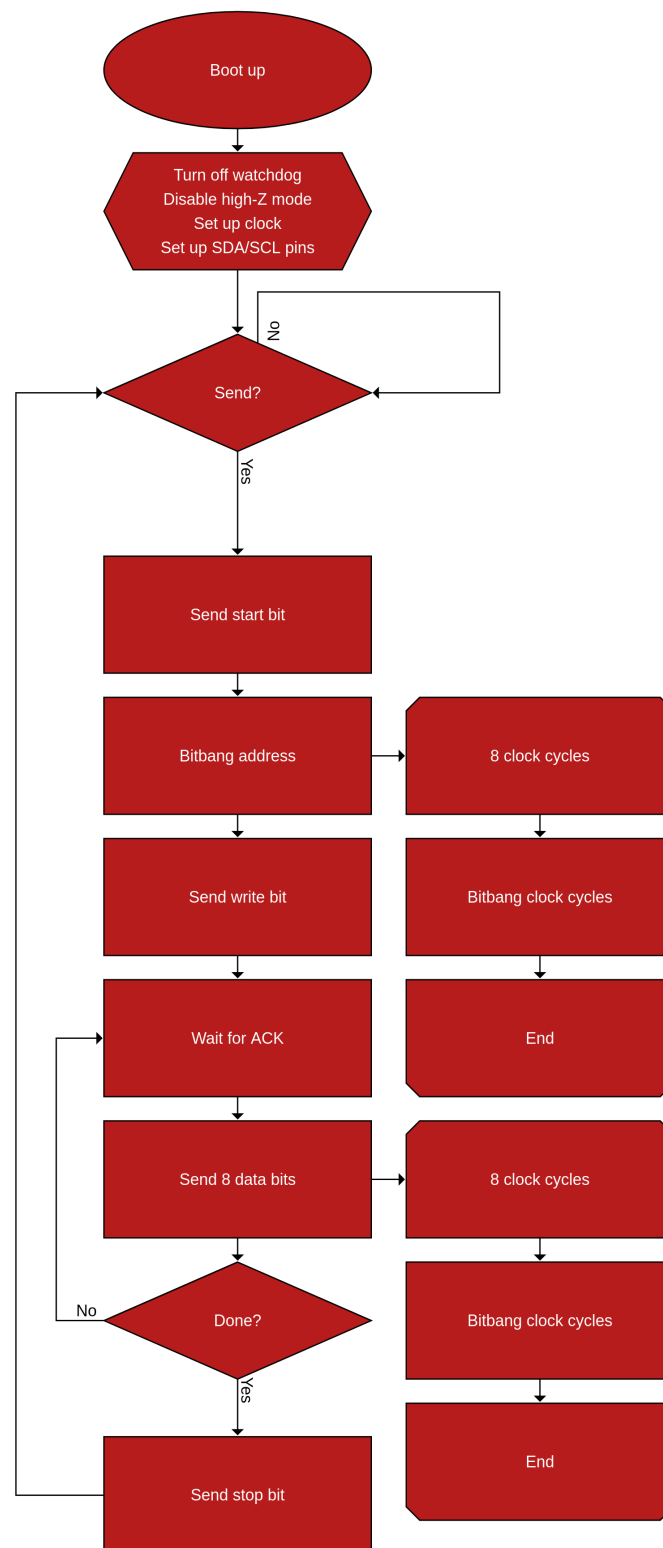 Boot up
Turn off watchdog
Disable high-Z mode
Set up clock
Set up SDA/SCL pins
No
Send?
Yes
Send start bit
Bitbang address
8 clock cycles
Send write bit
Bitbang clock cycles
Wait for ACK
End
Send 8 data bits
8 clock cycles
No
Done?
Bitbang clock cycles
Yes
End
Send stop bit